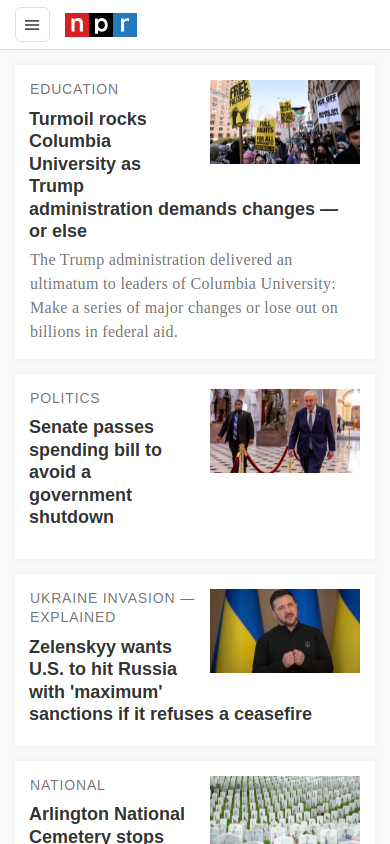 npr
EDUCATION
Turmoil rocks
Columbia
University as
Trump
administration demands changes —
or else
The Trump administration delivered an
ultimatum to leaders of Columbia University:
Make a series of major changes or lose out on
billions in federal aid.
POLITICS
Senate passes
spending bill to
avoid a
government
shutdown
UKRAINE INVASION —
EXPLAINED
Zelenskyy wants
U.S. to hit Russia
with 'maximum'
sanctions if it refuses a ceasefire
NATIONAL
Arlington National
Cemetery stops